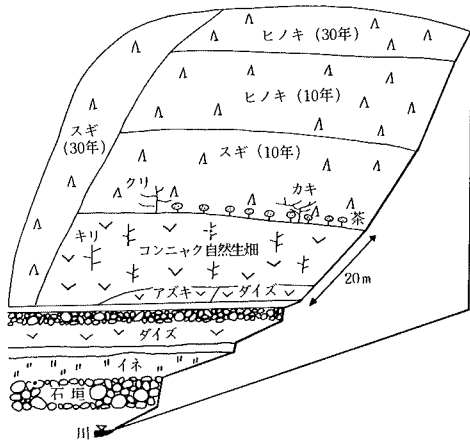 ヒノキ(30年)
ヒノキ(10年)
スギ
(30年)
スギ(10年)
クリ
カキ
茶
キリ
コンニャク自然生畑
20m
アズキ
ダイズ
ダイズ
イネ
石垣
川